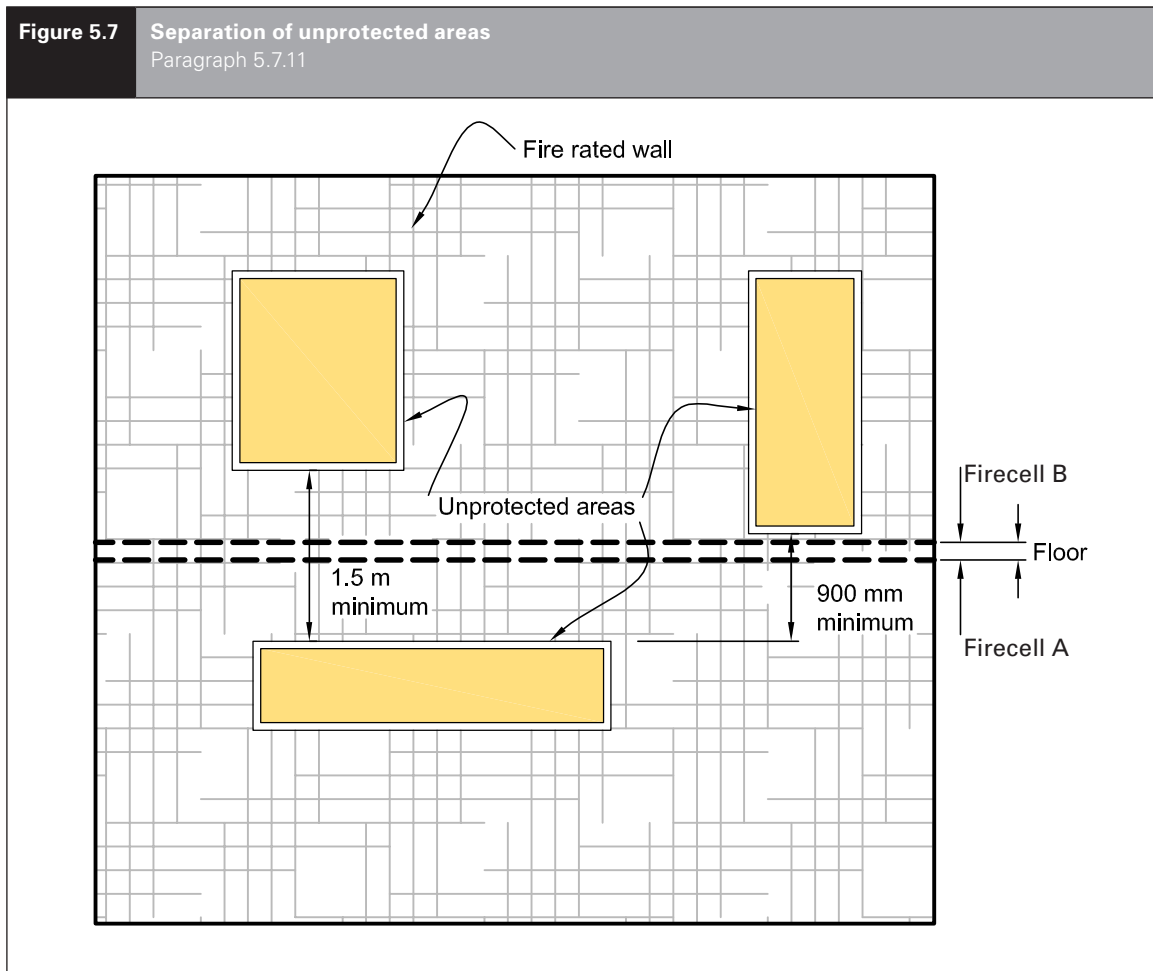 Figure 5.7
Separation of unprotected areas
Paragraph 5.7.11
Fire rated wall
Firecell B
Unprotected areas
Floor
1.5 m
minimum
900 mm
minimum
Firecell A